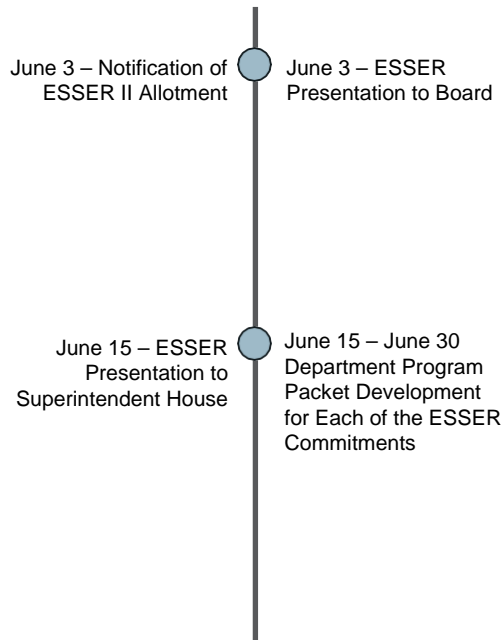 June 3 – Notification of
ESSER II Allotment
June 3 – ESSER
Presentation to Board
June 15 – ESSER
Presentation to
Superintendent House
June 15 – June 30
Department Program
Packet Development
for Each of the ESSER
Commitments